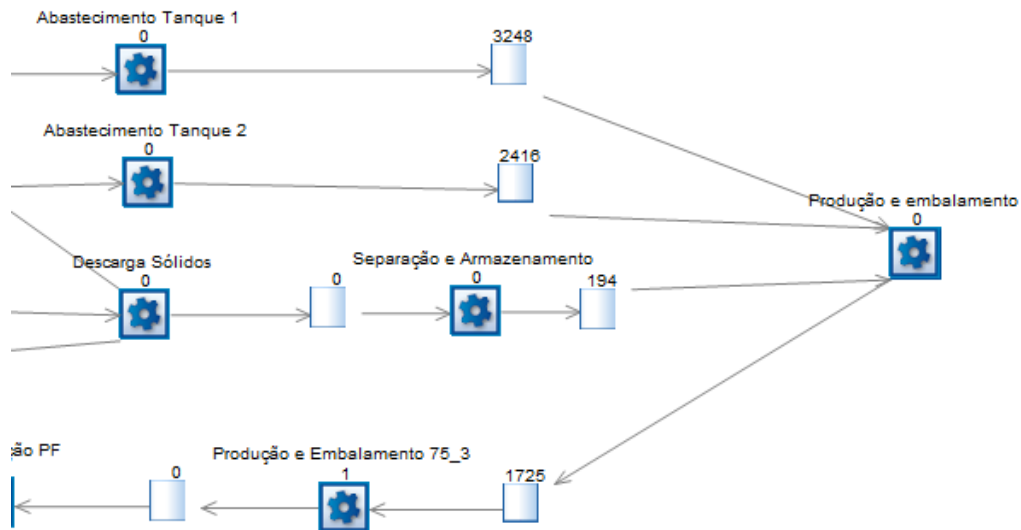 Abastecimento Tanque 1
0
3248
Abastecimento Tanque 2
0
2416
Produção e embalamento
0
Descarga Sólidos
0
0
Separação e Armazenamento
0
194
ão PF
0
Produção e Embalamento 75_3
1
1725